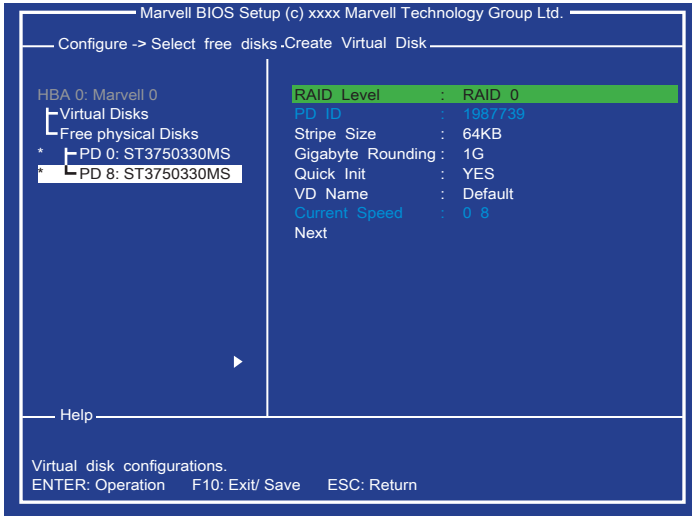 Marvell BIOS Setup (c) xxxx Marvell Technology Group Ltd.
Configure -> Select free disks.Create Virtual Disk
HBA 0: Marvell 0
Virtual Disks
Free physical Disks
* PD 0: ST3750330MS
* PD 8: ST3750330MS
RAID Level : RAID 0
PD ID : 1987739
Stripe Size : 64KB
Gigabyte Rounding : 1G
Quick Init : YES
VD Name : Default
Current Speed : 0 8
Next
Help
Virtual disk configurations.
ENTER: Operation F10: Exit/ Save ESC: Return